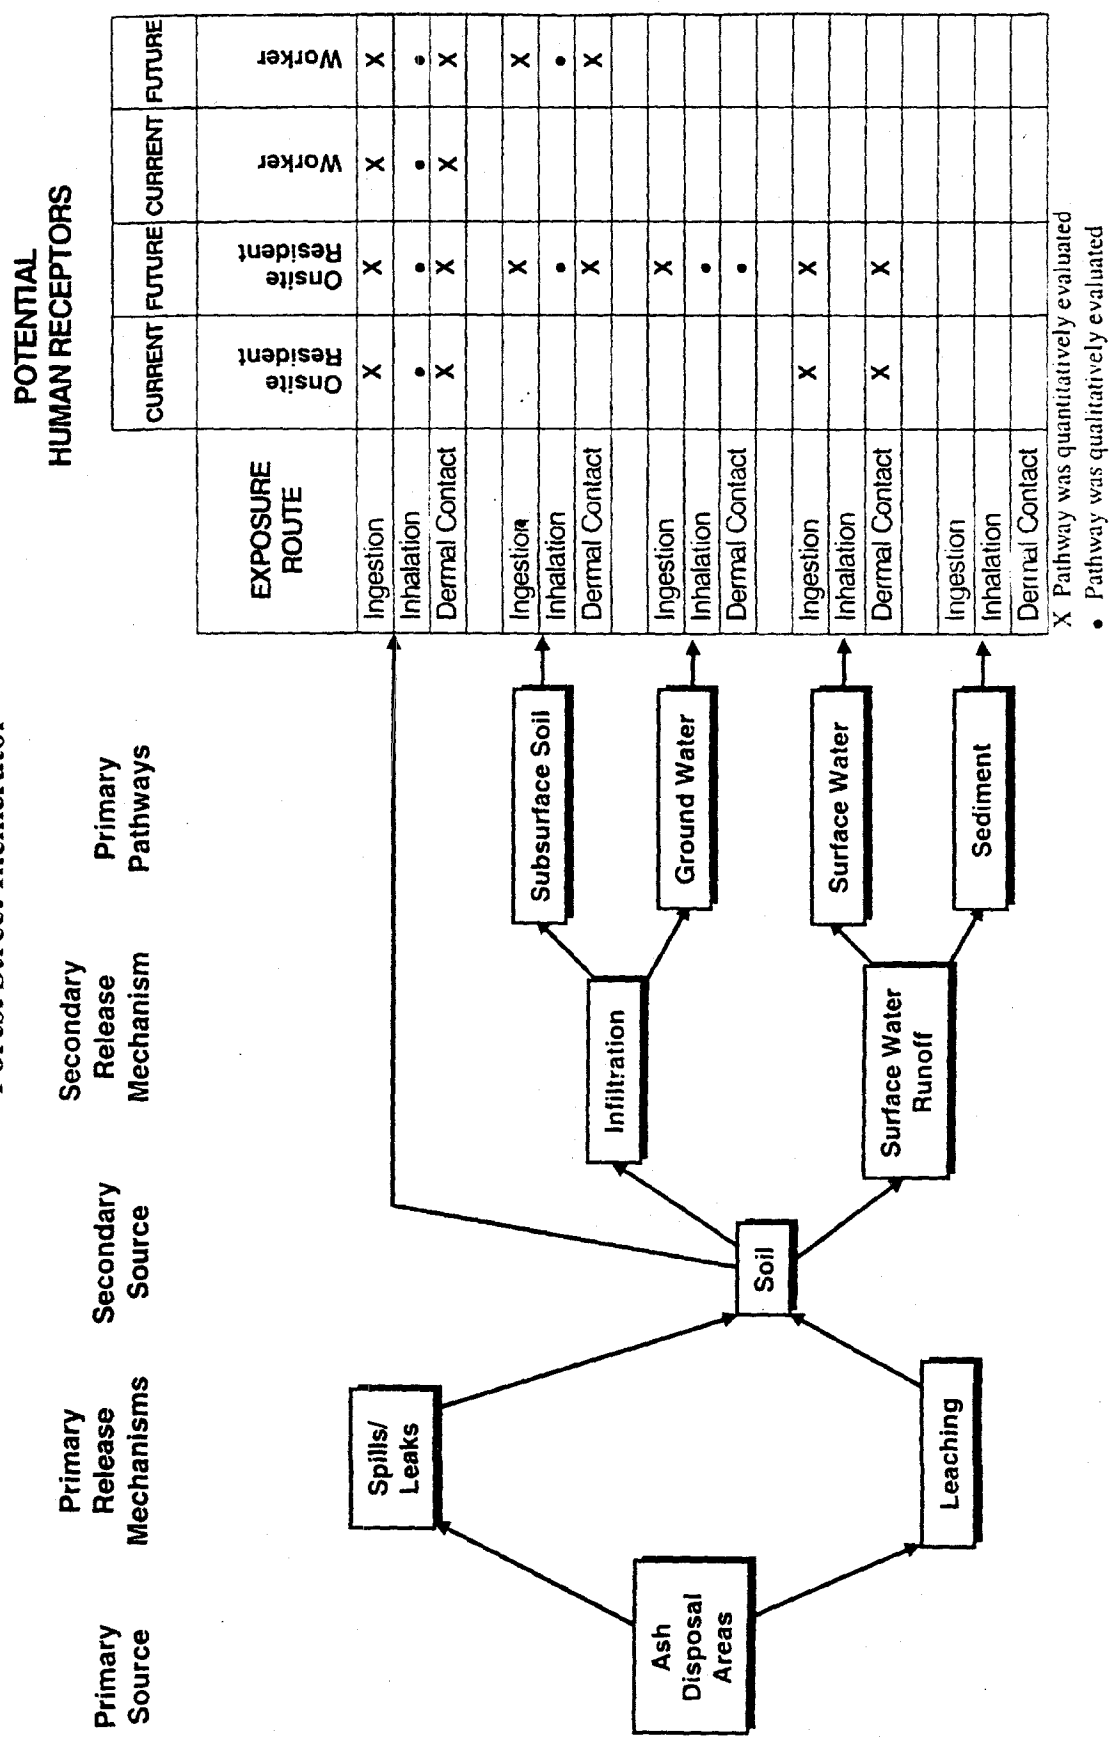 POTENTIAL
HUMAN RECEPTORS
Primary
Source
Primary
Release
Mechanisms
Secondary
Source
Secondary
Release
Mechanism
Primary
Pathways
CURRENT FUTURE CURRENT FUTURE
EXPOSURE
ROUTE
Onsite
Resident
Onsite
Resident
Worker
Worker
Ash
Disposal
Areas
Spills/
Leaks
Leaching
Soil
Infiltration
Surface Water
Runoff
Subsurface Soil
Ground Water
Surface Water
Sediment
Ingestion X X X X
Inhalation • • • •
Dermal Contact X X X X
Ingestion X X
Inhalation • •
Dermal Contact X X
Ingestion X
Inhalation •
Dermal Contact •
Ingestion X X
Inhalation
Dermal Contact X X
Ingestion
Inhalation
Dermal Contact
X Pathway was quantitatively evaluated
• Pathway was qualitatively evaluated